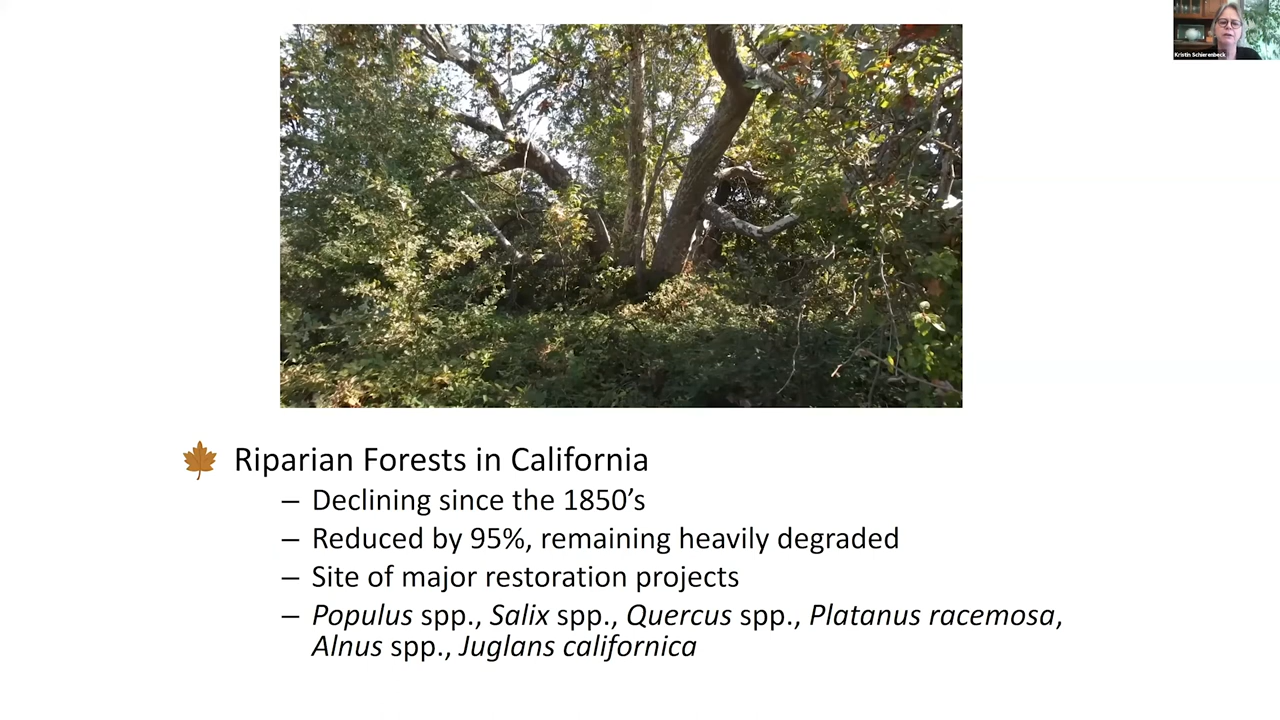 Kristin Schierenbeck
Riparian Forests in California
– Declining since the 1850’s
– Reduced by 95%, remaining heavily degraded
– Site of major restoration projects
– Populus spp., Salix spp., Quercus spp., Platanus racemosa,
Alnus spp., Juglans californica